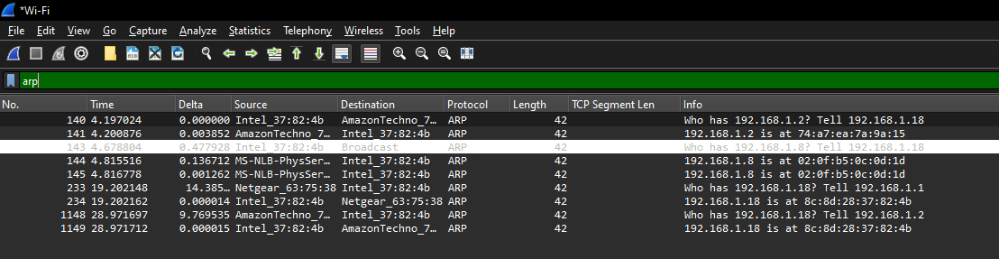 *Wi-Fi
File Edit View Go Capture Analyze Statistics Telephony Wireless Tools Help
arp
No. Time Delta Source Destination Protocol Length TCP Segment Len Info
140 4.197024 0.000000 Intel_37:82:4b AmazonTechno_7… ARP 42 Who has 192.168.1.2? Tell 192.168.1.18
141 4.200876 0.003852 AmazonTechno_7… Intel_37:82:4b ARP 42 192.168.1.2 is at 74:a7:ea:7a:9a:15
143 4.678804 0.477928 Intel_37:82:4b Broadcast ARP 42 Who has 192.168.1.8? Tell 192.168.1.18
144 4.815516 0.136712 MS-NLB-PhysSer… Intel_37:82:4b ARP 42 192.168.1.8 is at 02:0f:b5:0c:0d:1d
145 4.816778 0.001262 MS-NLB-PhysSer… Intel_37:82:4b ARP 42 192.168.1.8 is at 02:0f:b5:0c:0d:1d
233 19.202148 14.385… Netgear_63:75:38 Intel_37:82:4b ARP 42 Who has 192.168.1.18? Tell 192.168.1.1
234 19.202162 0.000014 Intel_37:82:4b Netgear_63:75:38 ARP 42 192.168.1.18 is at 8c:8d:28:37:82:4b
1148 28.971697 9.769535 AmazonTechno_7… Intel_37:82:4b ARP 42 Who has 192.168.1.18? Tell 192.168.1.2
1149 28.971712 0.000015 Intel_37:82:4b AmazonTechno_7… ARP 42 192.168.1.18 is at 8c:8d:28:37:82:4b